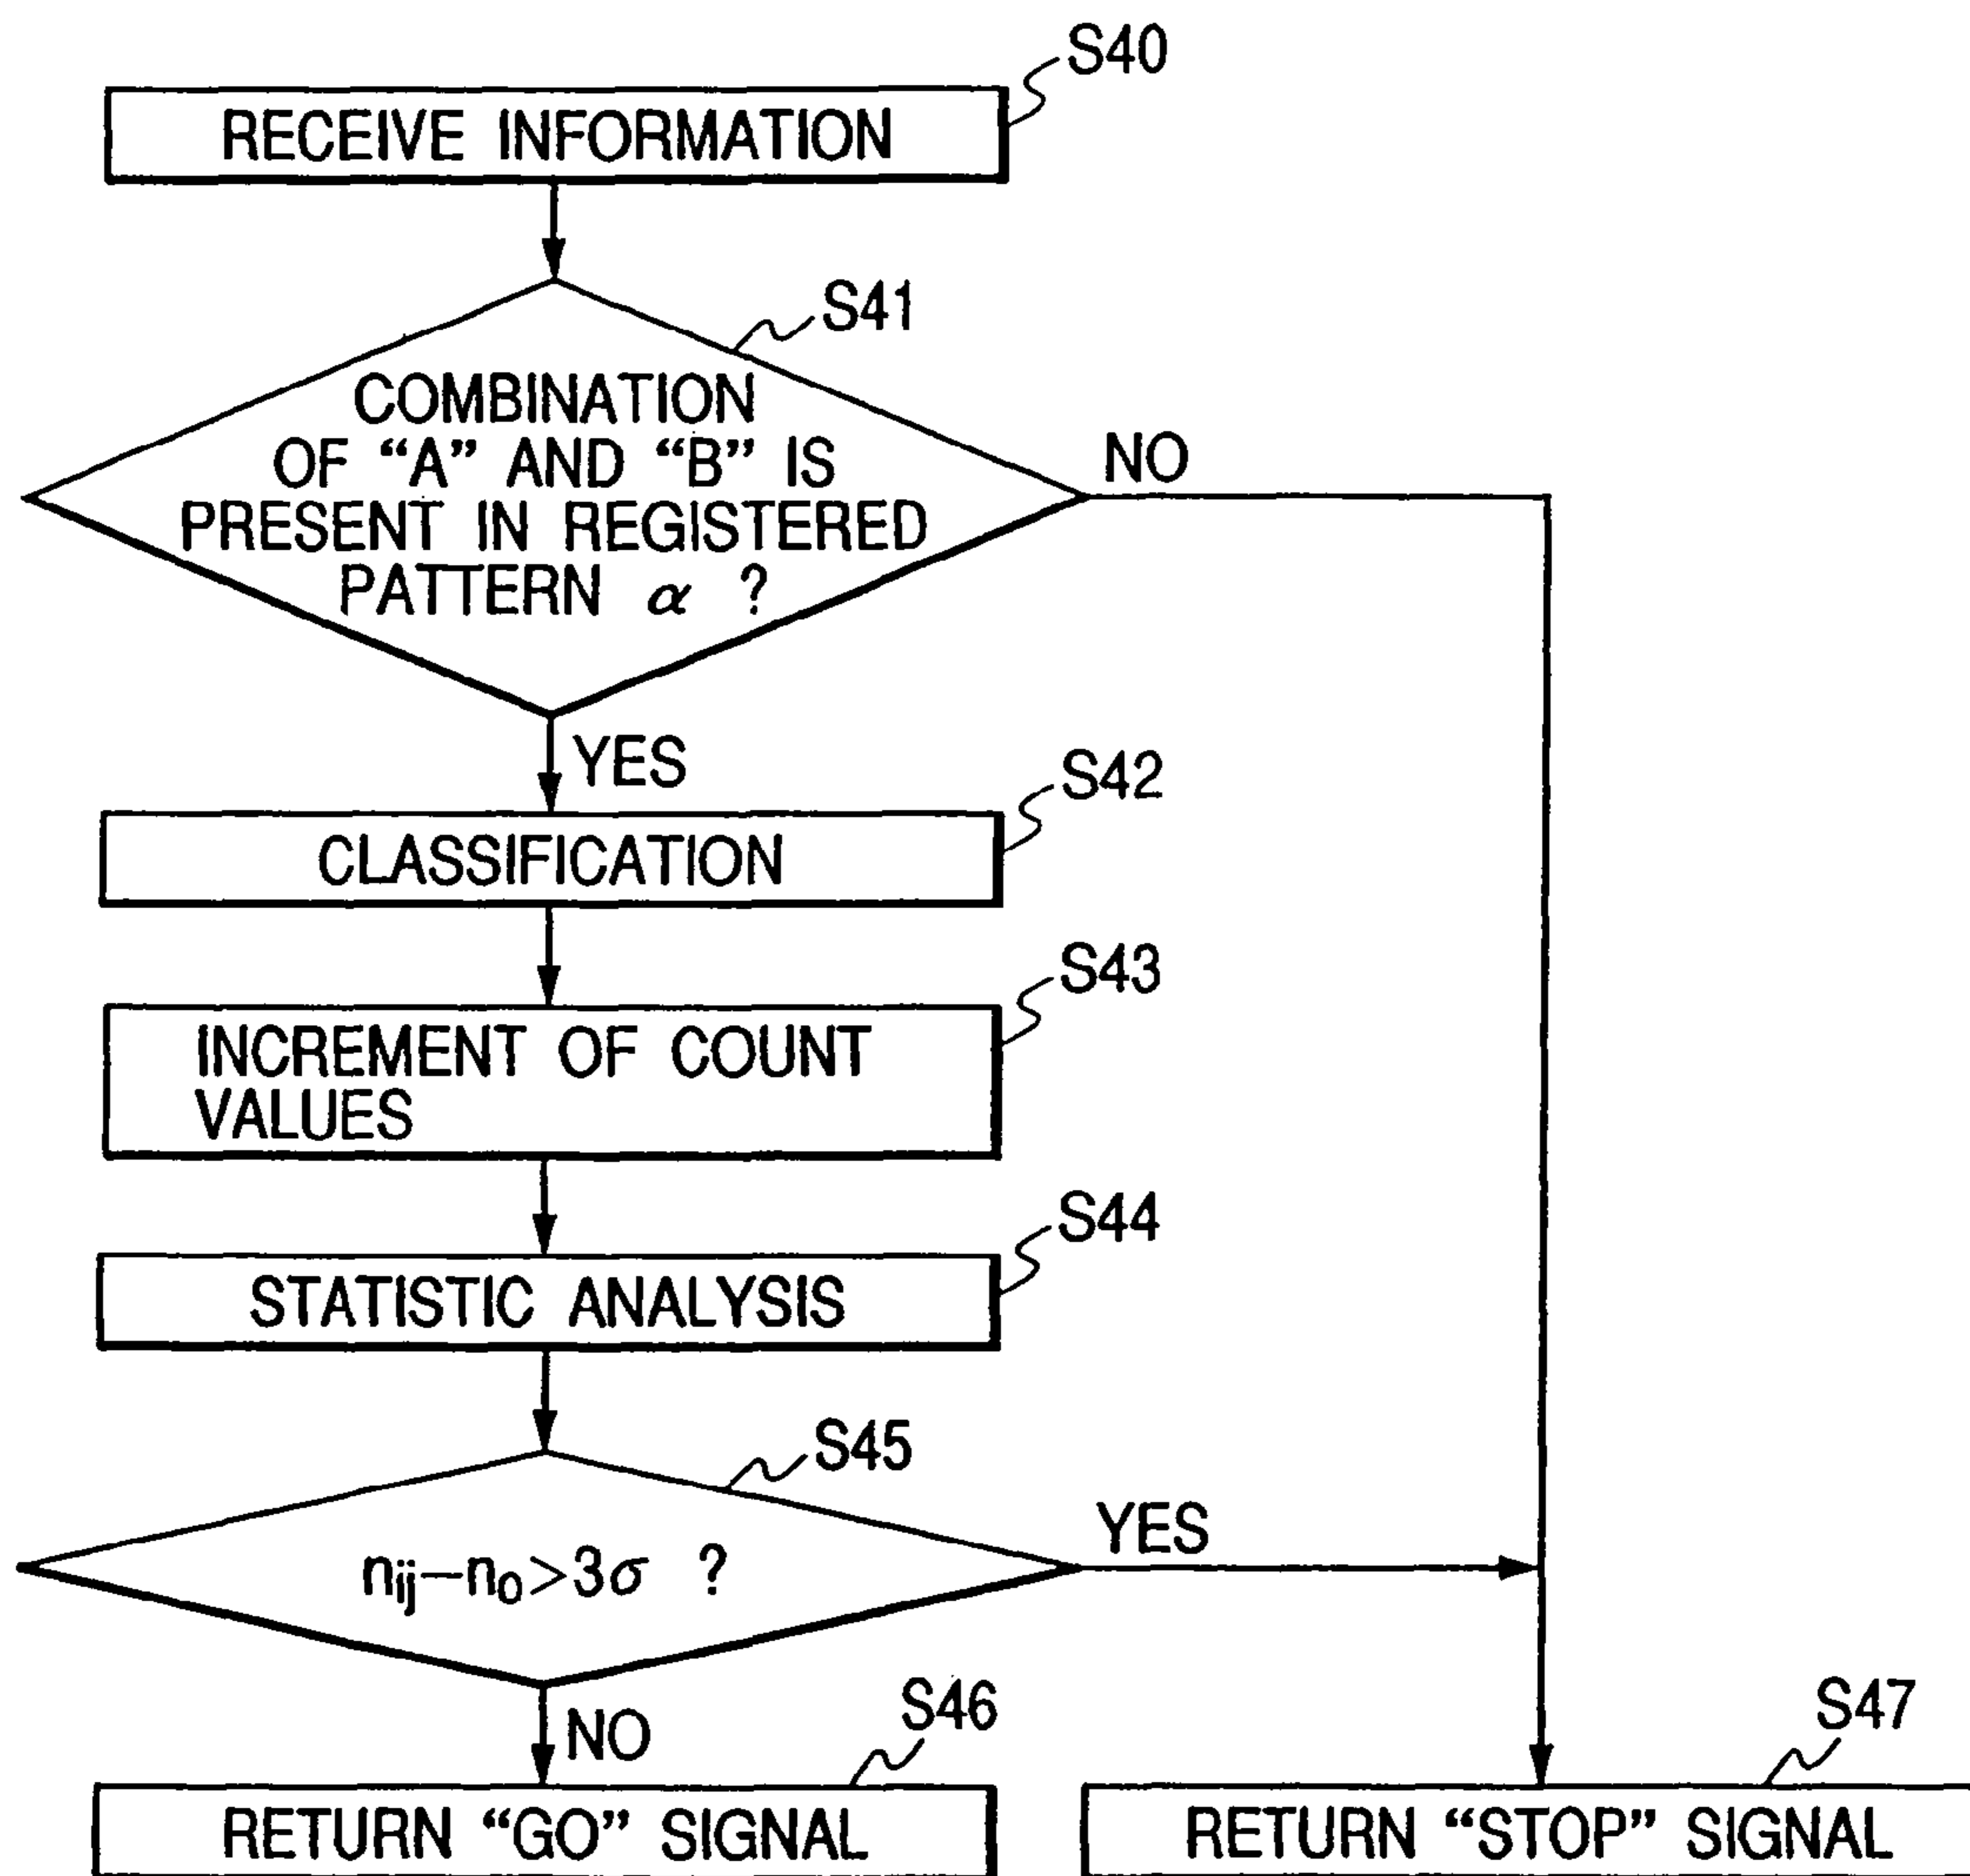 S40
RECEIVE INFORMATION
S41
COMBINATION
OF “A” AND “B” IS
PRESENT IN REGISTERED
PATTERN α ?
NO
YES
S42
CLASSIFICATION
S43
INCREMENT OF COUNT
VALUES
S44
STATISTIC ANALYSIS
S45
nij−n0>3σ ?
YES
NO
S46
RETURN “GO” SIGNAL
S47
RETURN “STOP” SIGNAL